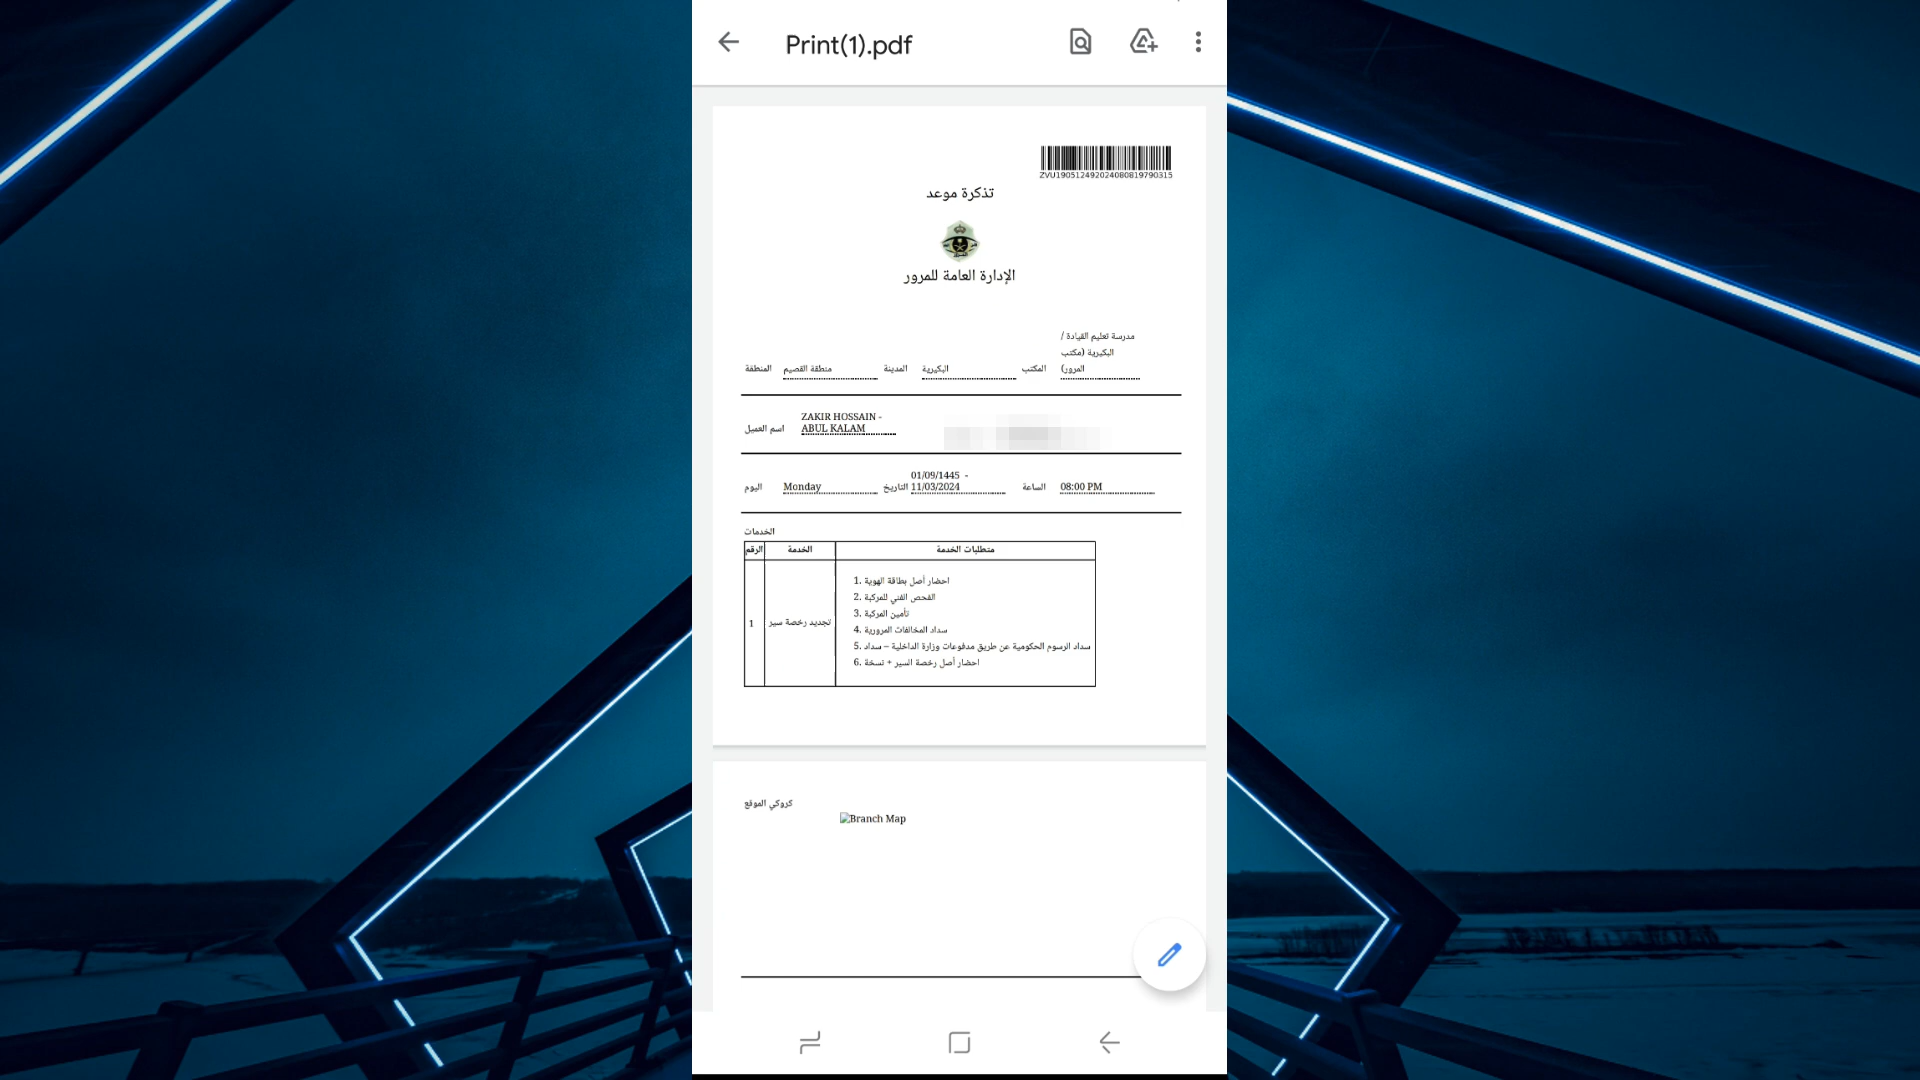 Print(1).pdf
ZVU1905124920240808197​90315
تذكرة موعد
الإدارة العامة للمرور
مدرسة تعليم القيادة /
البكيرية (مكتب
المنطقة منطقة القصيم المدينة البكيرية المكتب المرور)
ZAKIR HOSSAIN -
اسم العميل ABUL KALAM
01/09/1445 -
اليوم Monday التاريخ 11/03/2024 الساعة 08:00 PM
الخدمات
الرقم الخدمة متطلبات الخدمة
1 تجديد رخصة سير
1. احضار أصل بطاقة الهوية
2. الفحص الفني للمركبة
3. تأمين المركبة
4. سداد المخالفات المرورية
5. سداد الرسوم الحكومية عن طريق مدفوعات وزارة الداخلية – سداد
6. احضار أصل رخصة السير + نسخة
كروكي الموقع
Branch Map